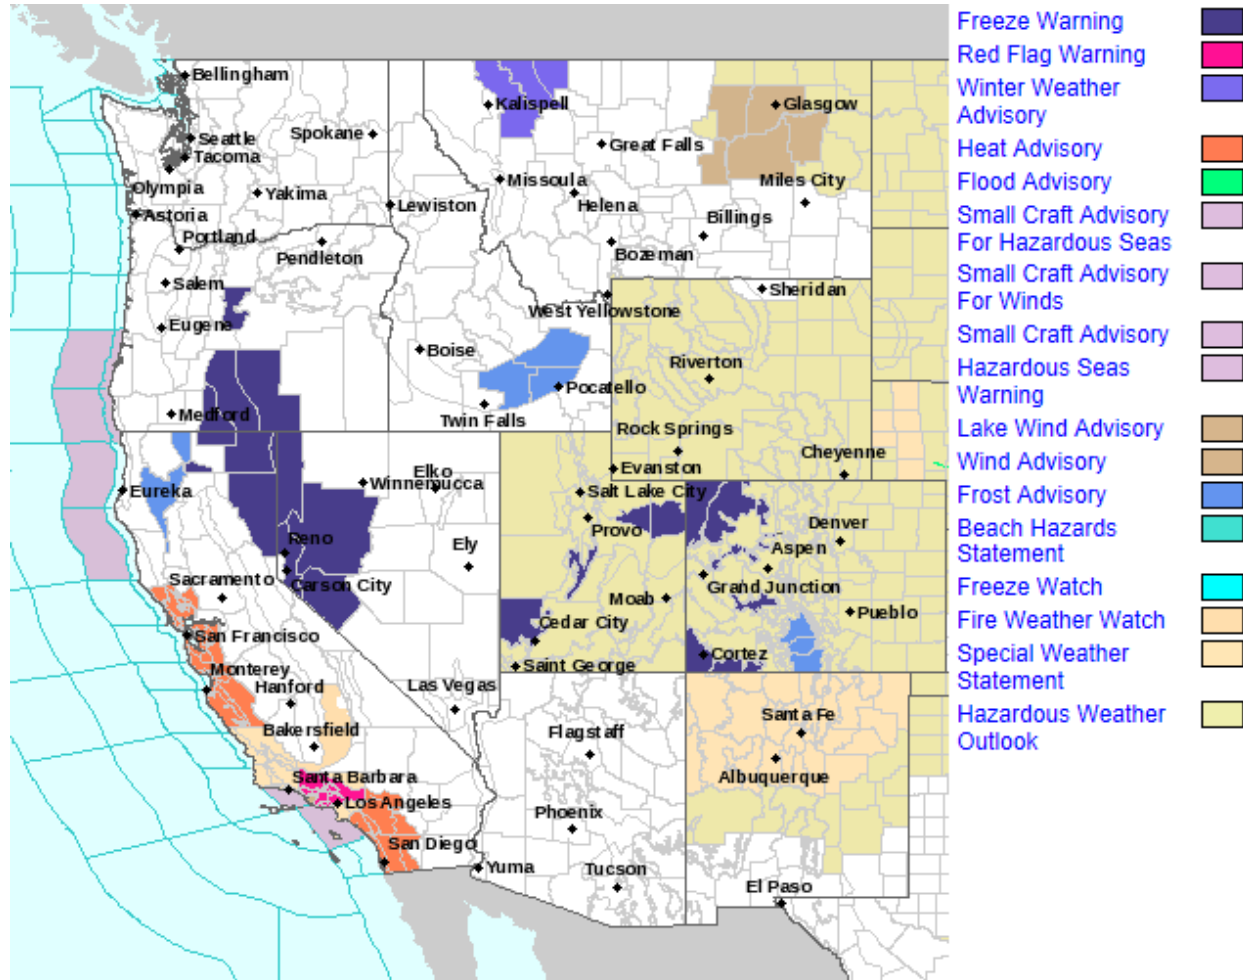 Bellingham
Seattle
Spokane
Tacoma
Olympia
Yakima
Astoria
Portland
Pendleton
Lewiston
Salem
Eugene
Medford
Kalispell
Glasgow
Great Falls
Missoula
Miles City
Helena
Billings
Bozeman
Sheridan
West Yellowstone
Boise
Riverton
Pocatello
Twin Falls
Rock Springs
Cheyenne
Evanston
Elko
Winnemucca
Eureka
Salt Lake City
Provo
Denver
Reno
Ely
Aspen
Sacramento
Carson City
Grand Junction
Moab
Pueblo
San Francisco
Cedar City
Cortez
Saint George
Monterey
Hanford
Las Vegas
Bakersfield
Flagstaff
Santa Fe
Albuquerque
Santa Barbara
Los Angeles
Phoenix
San Diego
Yuma
Tucson
El Paso
Freeze Warning
Red Flag Warning
Winter Weather
Advisory
Heat Advisory
Flood Advisory
Small Craft Advisory
For Hazardous Seas
Small Craft Advisory
For Winds
Small Craft Advisory
Hazardous Seas
Warning
Lake Wind Advisory
Wind Advisory
Frost Advisory
Beach Hazards
Statement
Freeze Watch
Fire Weather Watch
Special Weather
Statement
Hazardous Weather
Outlook